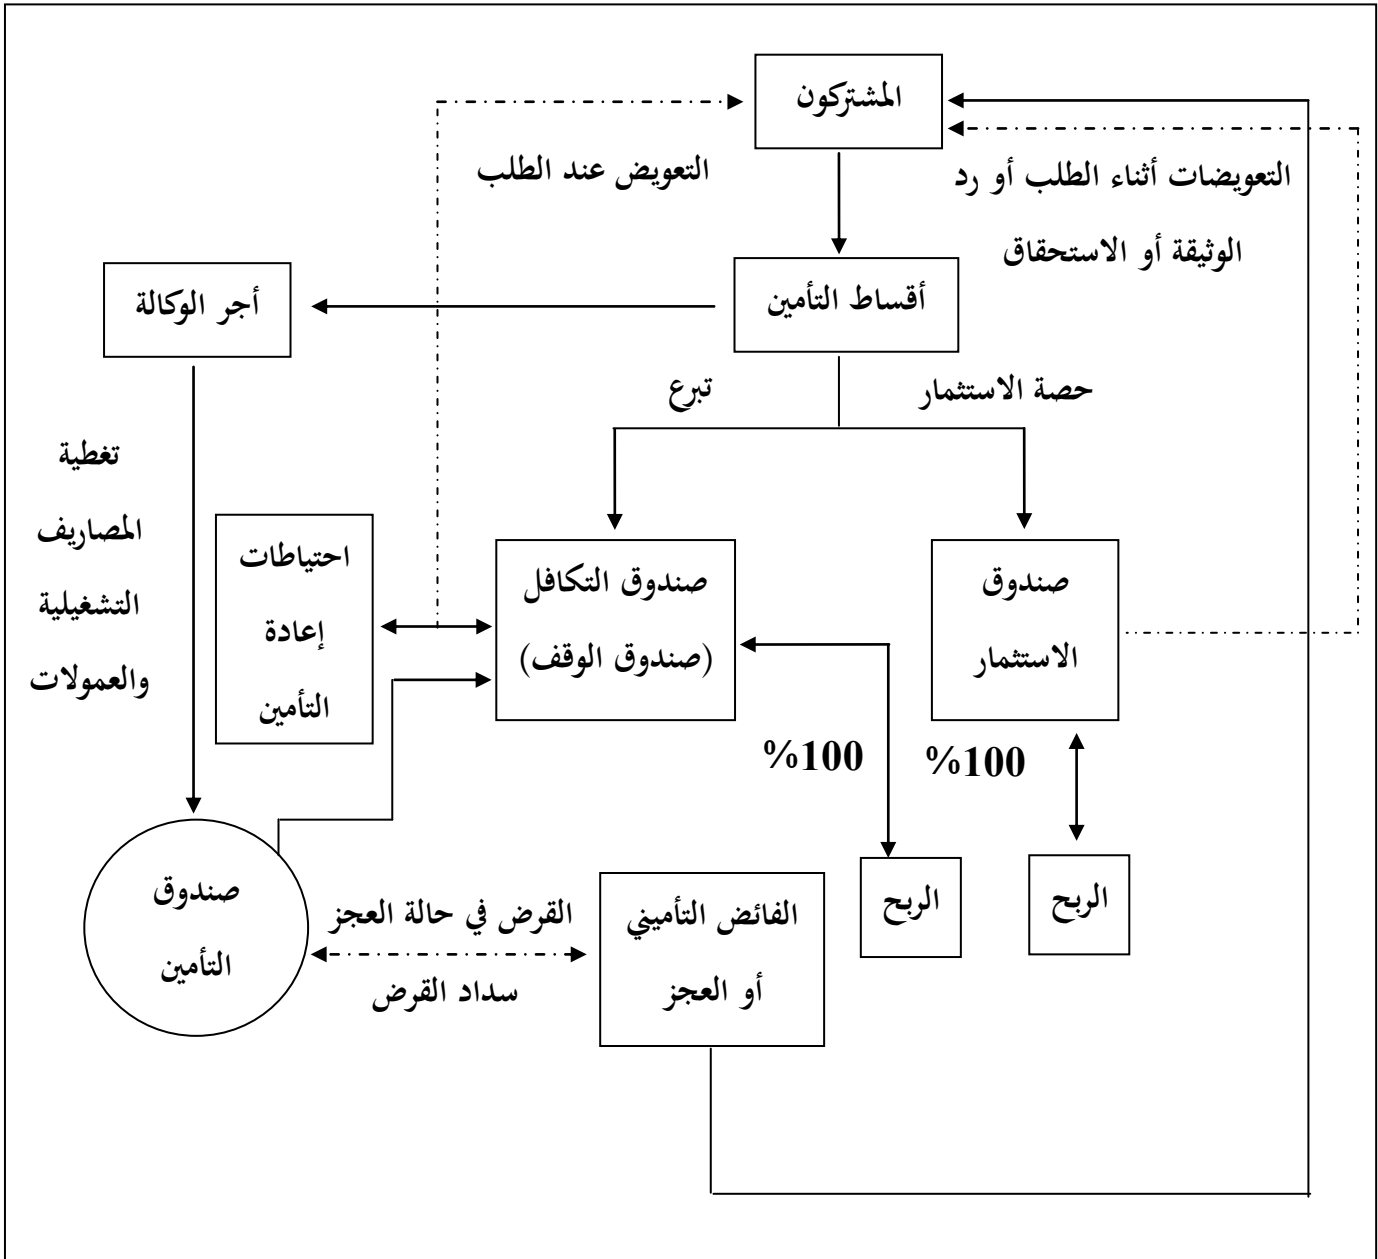 المشتركون
التعويض عند الطلب
التعويضات أثناء الطلب أو رد
الوثيقة أو الاستحقاق
أقساط التأمين
أجر الوكالة
حصة الاستثمار
تبرع
تغطية
المصاريف
التشغيلية
والعمولات
صندوق
الاستثمار
صندوق التكافل
(صندوق الوقف)
احتياطات
إعادة
التأمين
%100
%100
الربح
الربح
الفائض التأميني
أو العجز
القرض في حالة العجز
سداد القرض
صندوق
التأمين